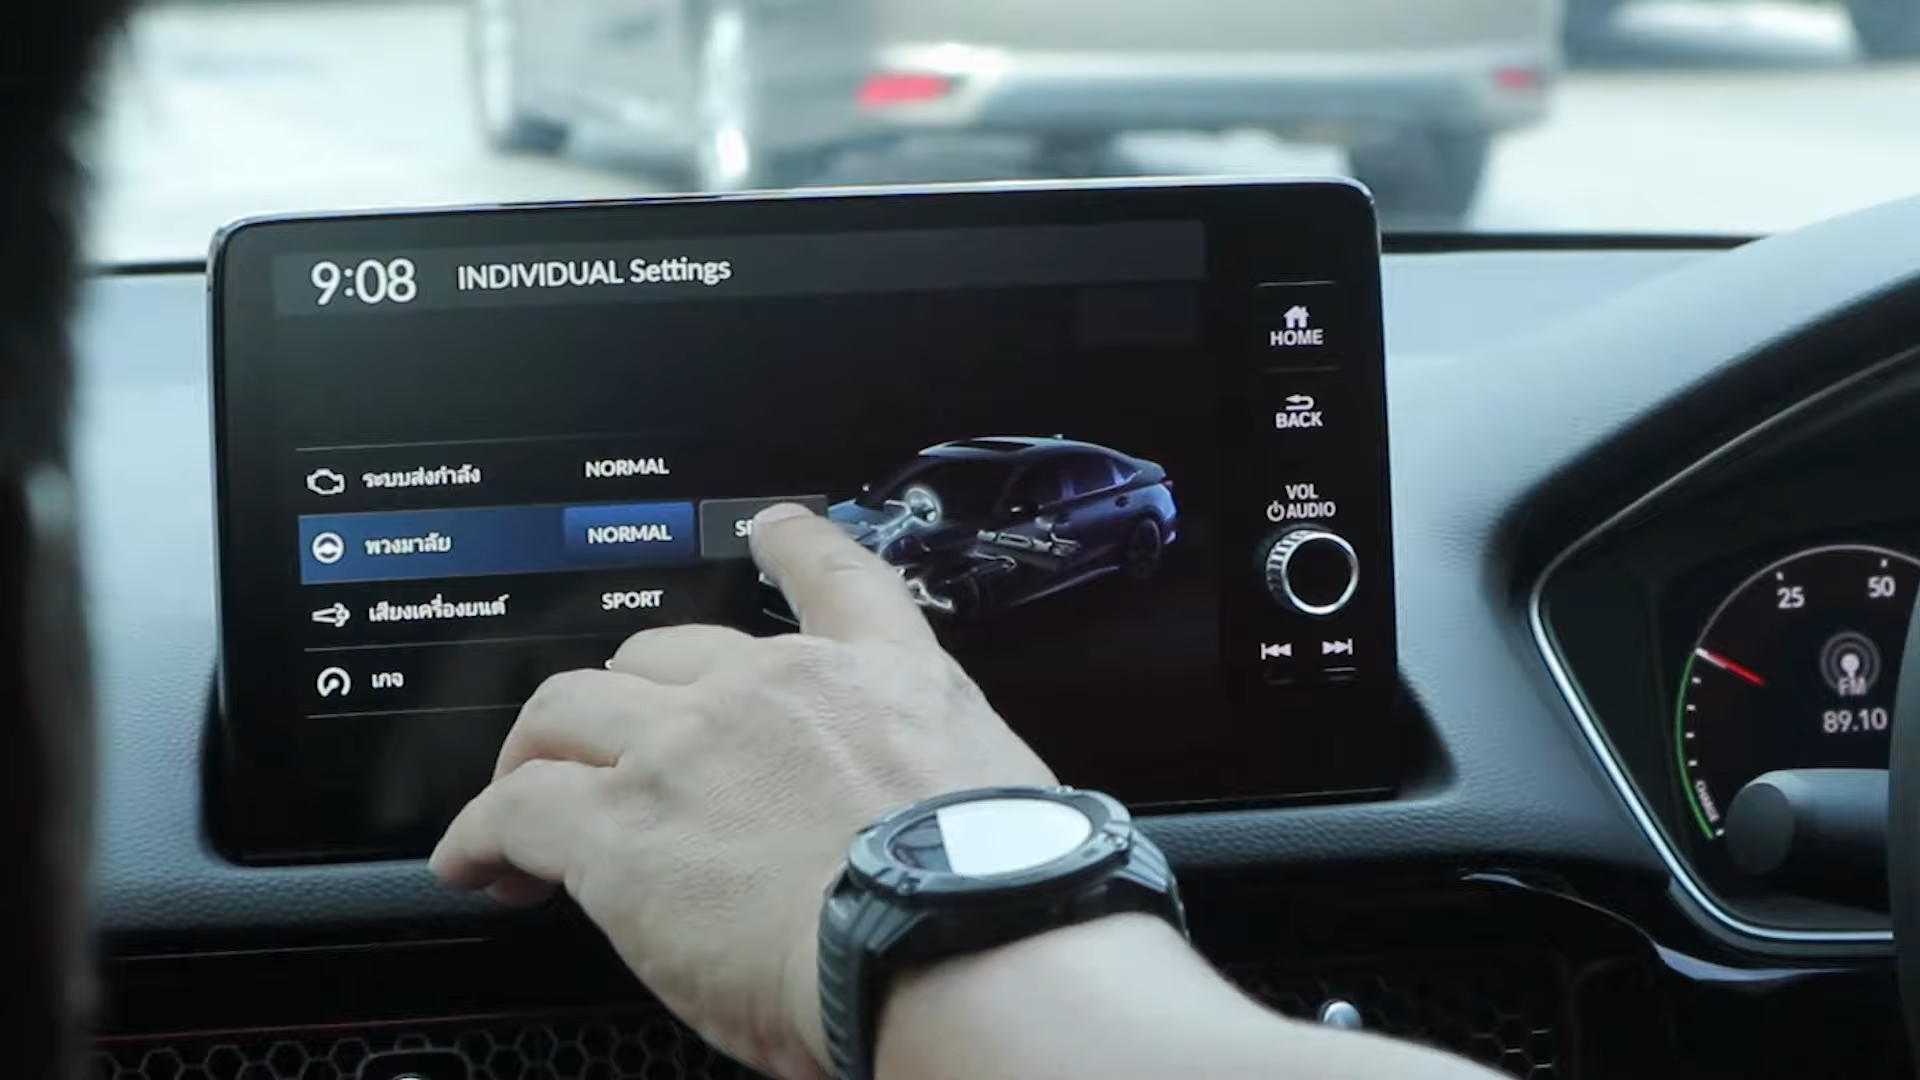 9:08 INDIVIDUAL Settings
ระบบส่งกำลัง NORMAL
พวงมาลัย NORMAL
เสียงเครื่องยนต์ SPORT
เกจ
HOME
BACK
VOL
AUDIO
25 50
FM
89.10
CHARGE